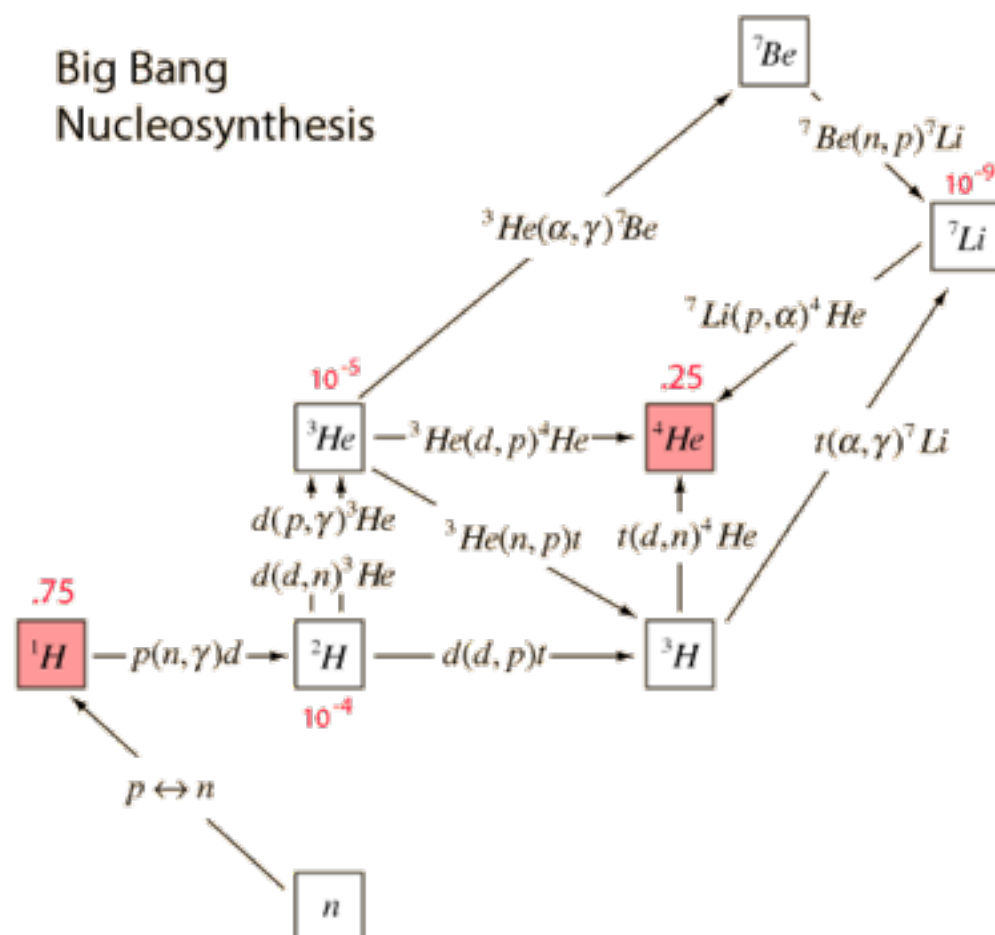 Big Bang
Nucleosynthesis
⁷Be
⁷Be(n, p)⁷Li
10⁻⁹
⁷Li
³He(α, γ)⁷Be
⁷Li(p, α)⁴He
10⁻⁵
.25
³He
³He(d, p)⁴He
⁴He
t(α, γ)⁷Li
d(p, γ)³He
³He(n, p)t
t(d, n)⁴He
d(d, n)³He
.75
¹H
p(n, γ)d
²H
d(d, p)t
³H
10⁻⁴
p ↔ n
n